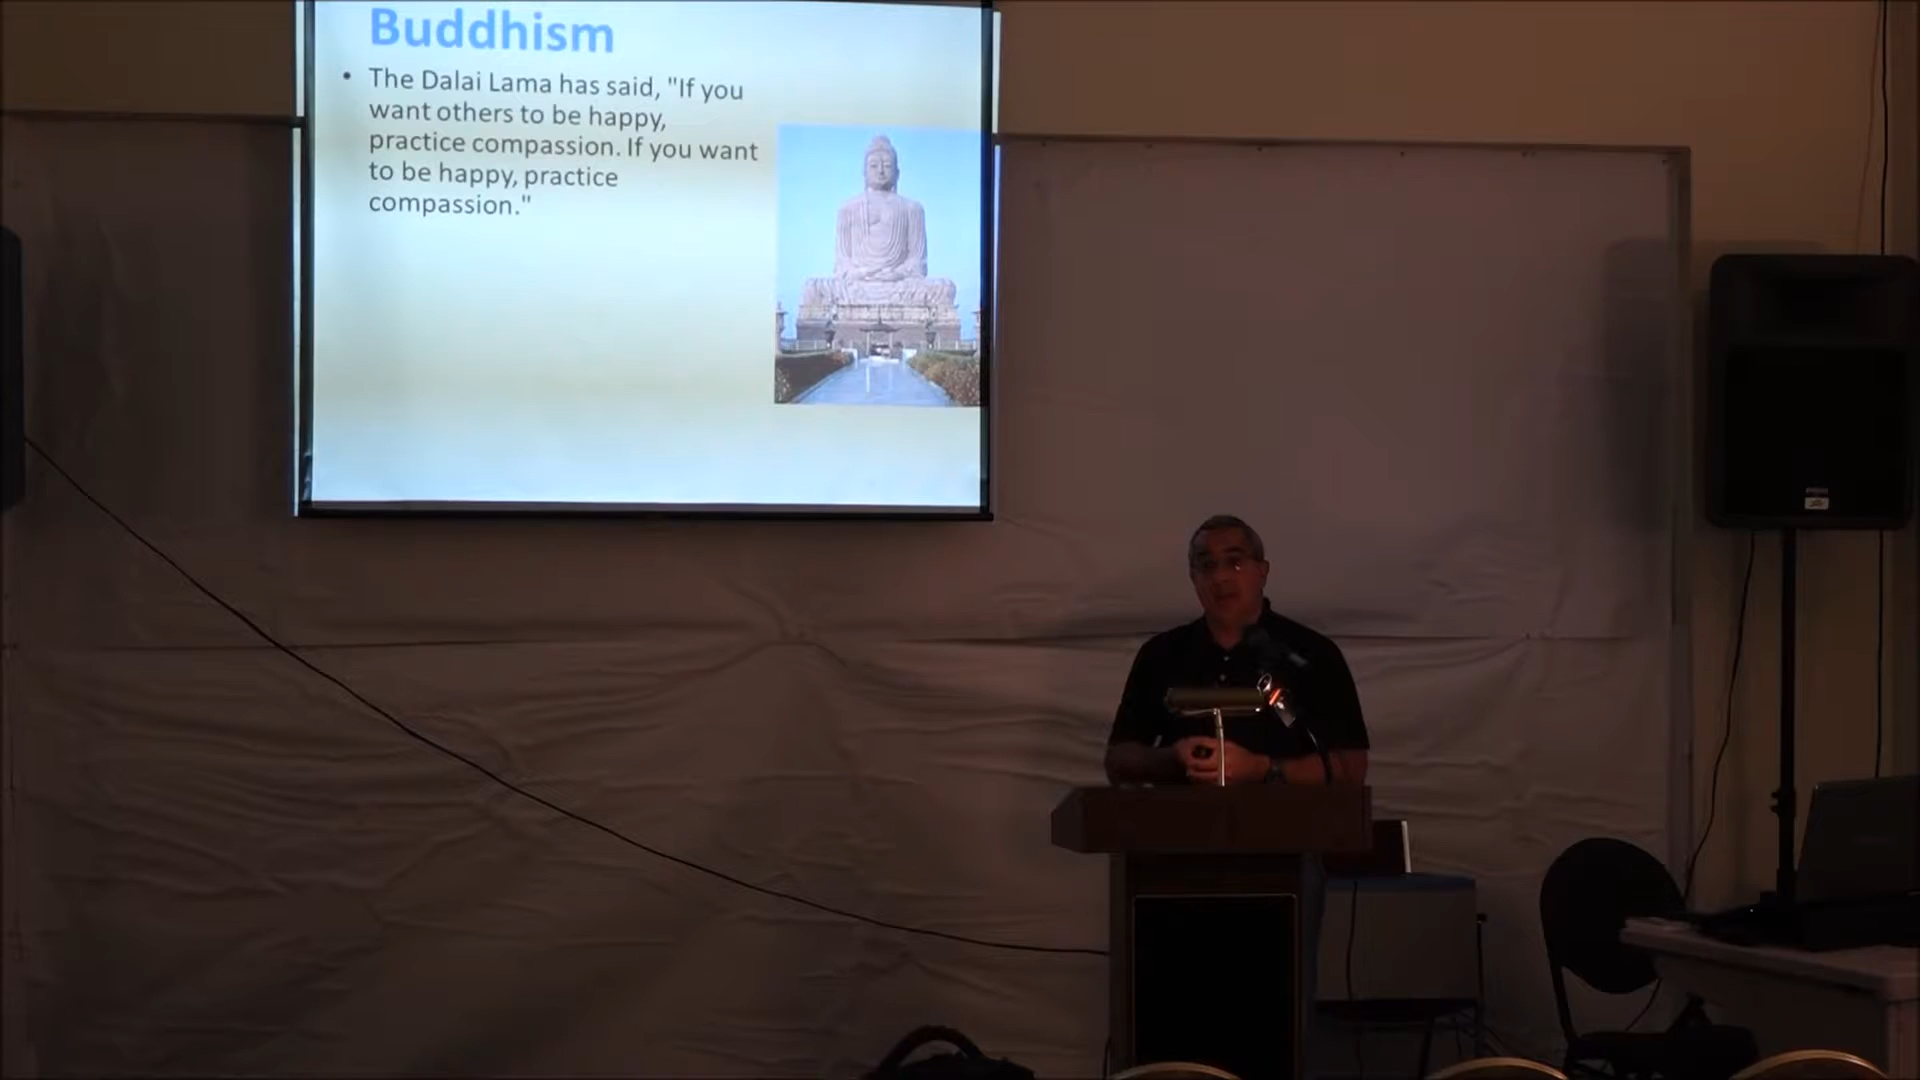 Buddhism
• The Dalai Lama has said, "If you
want others to be happy,
practice compassion. If you want
to be happy, practice
compassion."